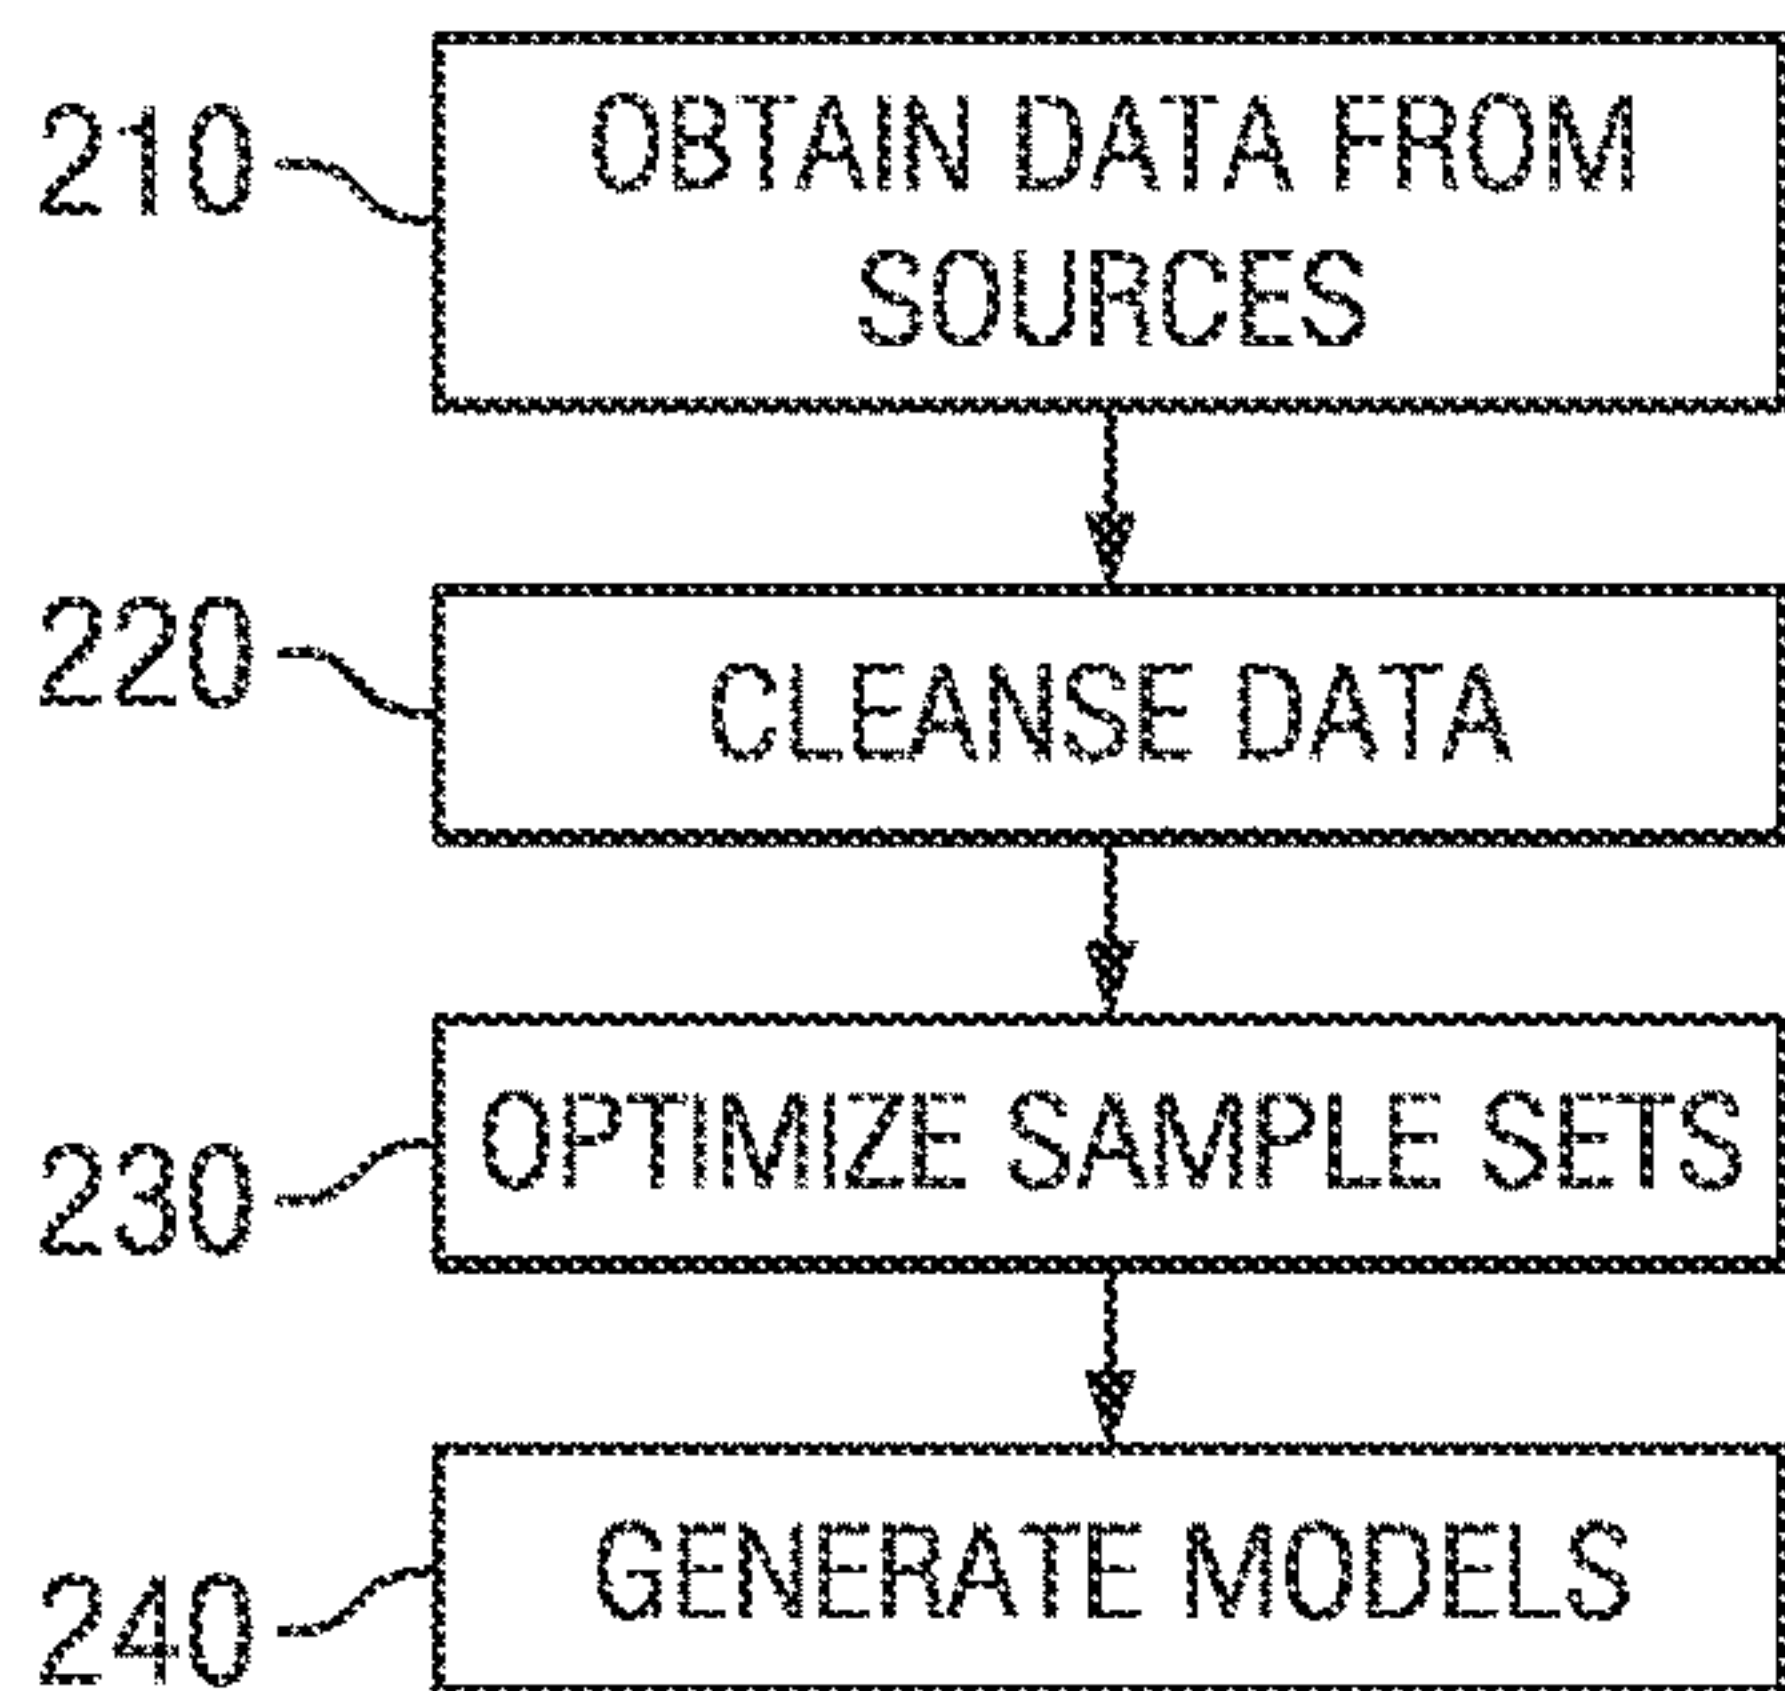 210
OBTAIN DATA FROM
SOURCES
220
CLEANSE DATA
230
OPTIMIZE SAMPLE SETS
240
GENERATE MODELS